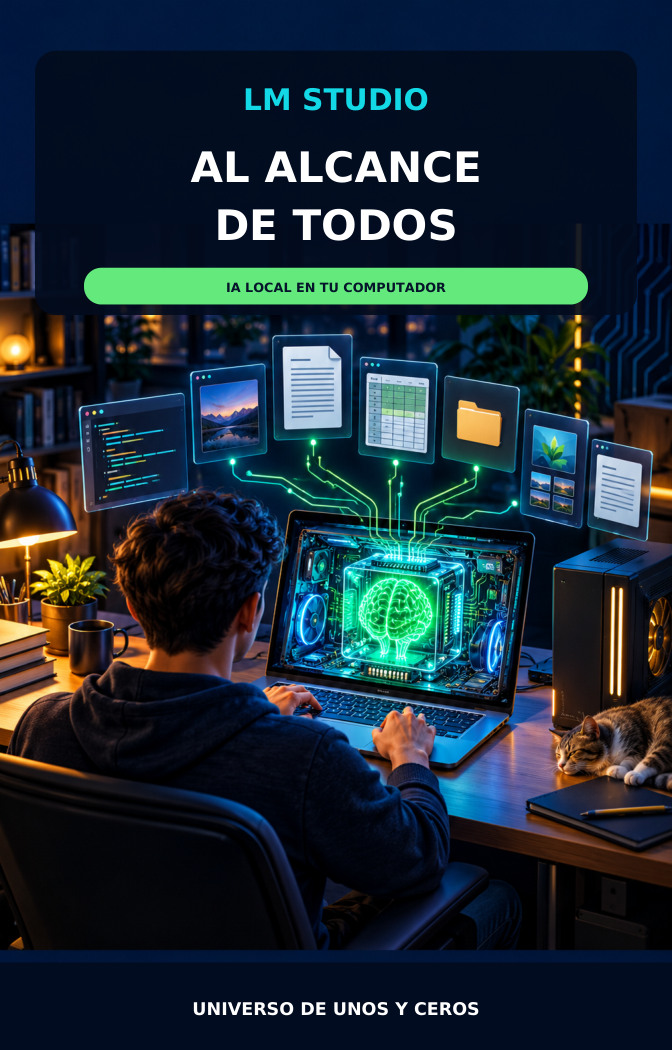 LM STUDIO
AL ALCANCE
DE TODOS
IA LOCAL EN TU COMPUTADOR
UNIVERSO DE UNOS Y CEROS